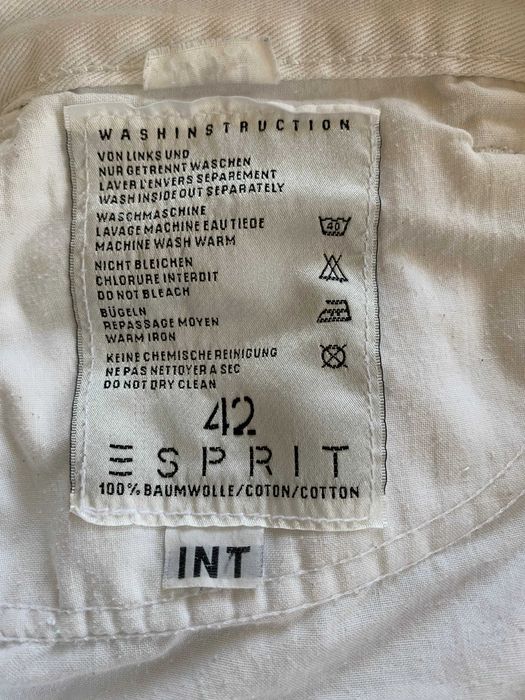 WASHINSTRUCTION
VON LINKS UND
NUR GETRENNT WASCHEN
LAVER L'ENVERS SEPAREMENT
WASH INSIDE OUT SEPARATELY
WASCHMASCHINE
LAVAGE MACHINE EAU TIEDE
MACHINE WASH WARM
40
NICHT BLEICHEN
CHLORURE INTERDIT
DO NOT BLEACH
BÜGELN
REPASSAGE MOYEN
WARM IRON
KEINE CHEMISCHE REINIGUNG
NE PAS NETTOYER A SEC
DO NOT DRY CLEAN
42
ESPRIT
100% BAUMWOLLE/COTON/COTTON
INT